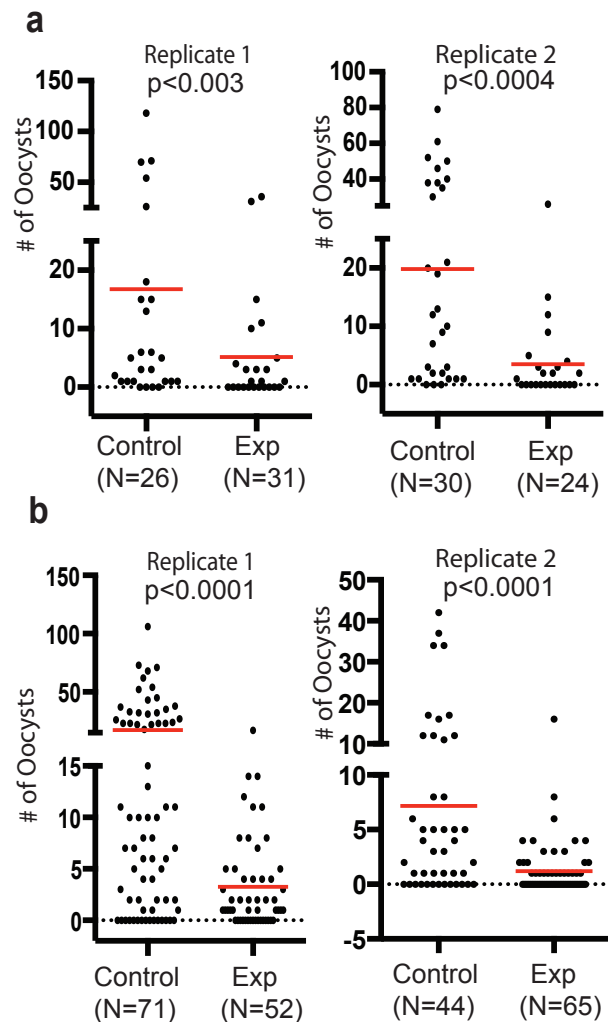 a
Replicate 1
p<0.003
Replicate 2
p<0.0004
# of Oocysts
150
100
50
20
10
0
# of Oocysts
100
80
60
40
20
10
0
Control
(N=26)
Exp
(N=31)
Control
(N=30)
Exp
(N=24)
b
Replicate 1
p<0.0001
Replicate 2
p<0.0001
# of Oocysts
150
100
50
15
10
5
0
# of Oocysts
50
40
30
20
10
10
5
0
-5
Control
(N=71)
Exp
(N=52)
Control
(N=44)
Exp
(N=65)